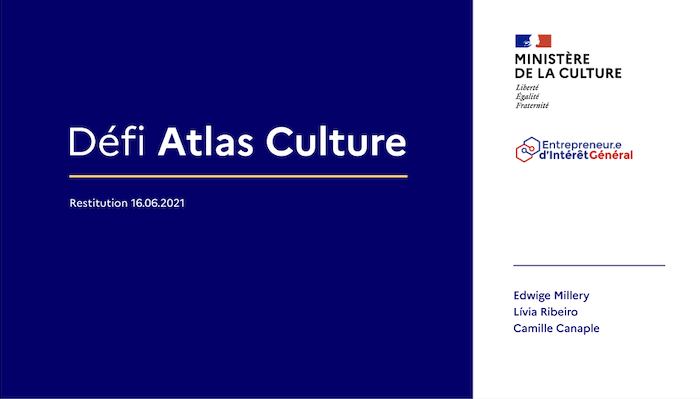 Défi Atlas Culture
Restitution 16.06.2021
MINISTÈRE
DE LA CULTURE
Liberté
Égalité
Fraternité
Entrepreneur.e
d'IntérêtGénéral
Edwige Millery
Lívia Ribeiro
Camille Canaple